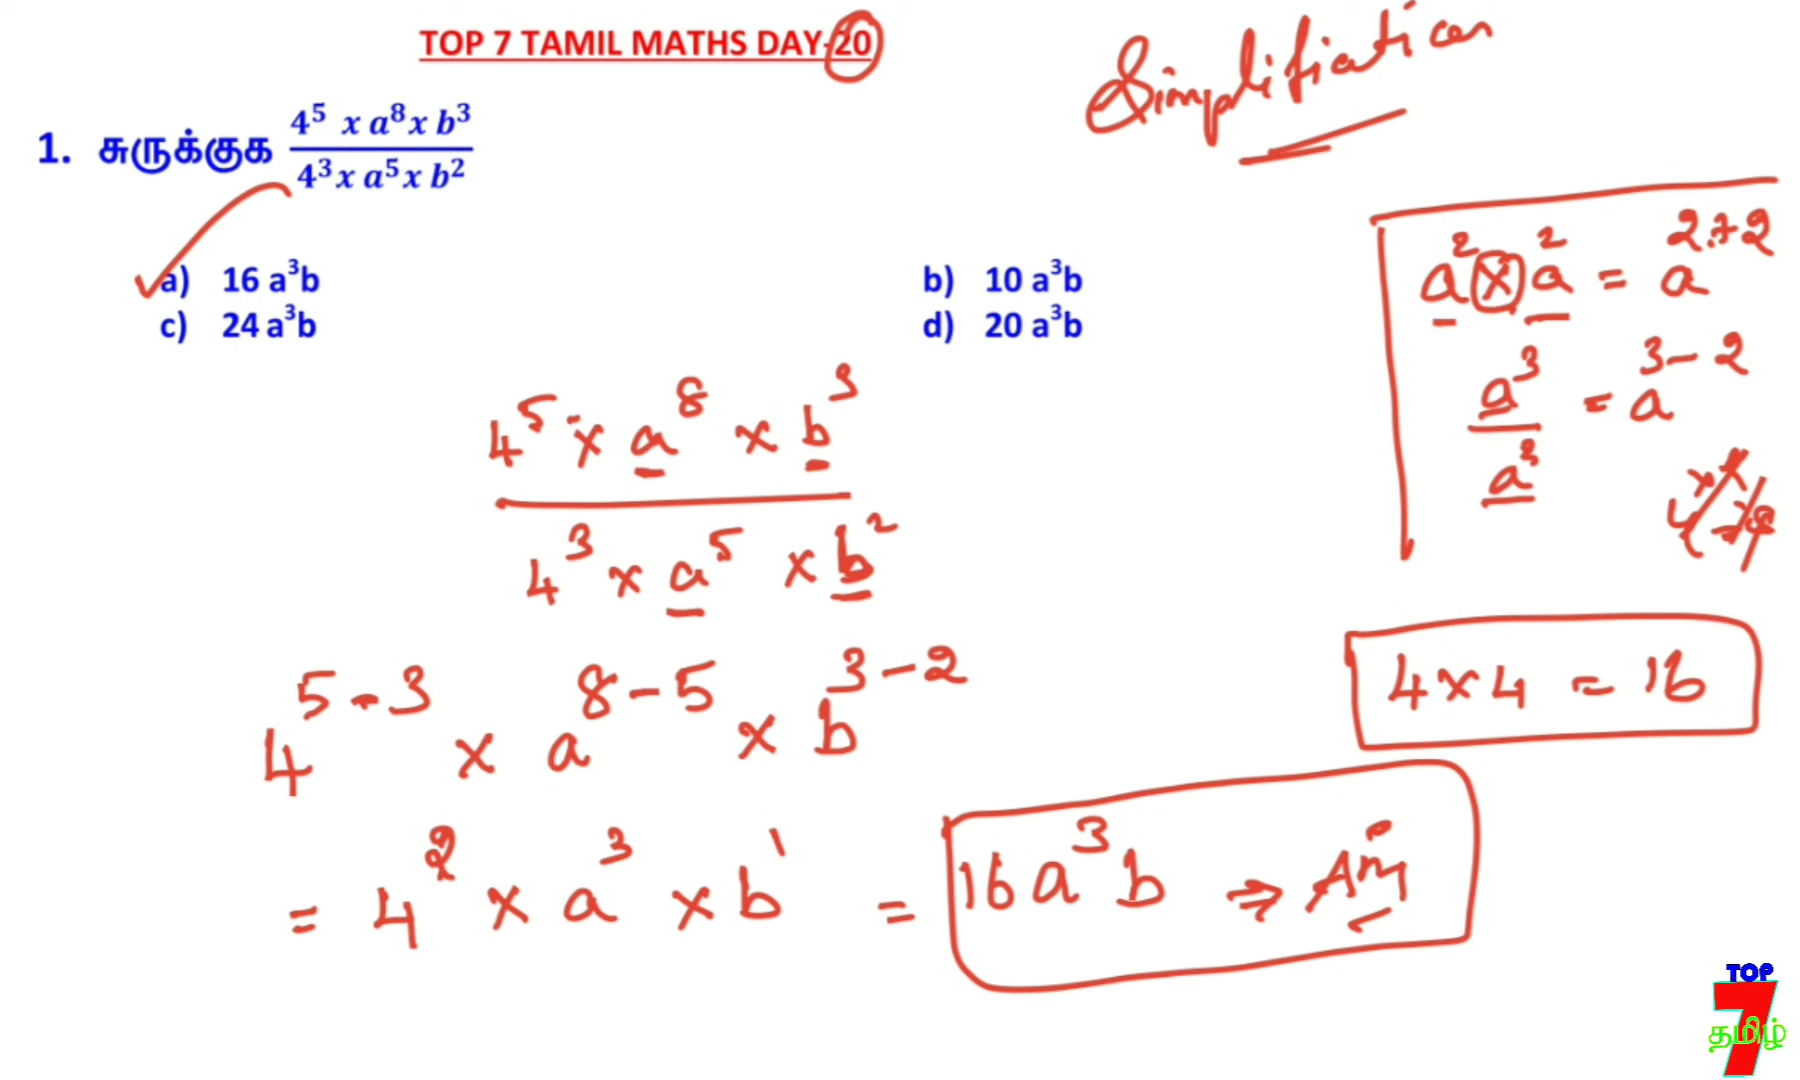 TOP 7 TAMIL MATHS DAY-20
Simplification
1. சுருக்குக 4⁵ x a⁸ x b³ / 4³ x a⁵ x b²
a) 16 a³b
b) 10 a³b
c) 24 a³b
d) 20 a³b
a² × a² = a²⁺²
a³ / a² = a³⁻²
4⁵ × a⁸ × b³
4³ × a⁵ × b²
4⁵⁻³ × a⁸⁻⁵ × b³⁻²
4 × 4 = 16
= 4² × a³ × b¹ = 16a³b ⇒ Ans
TOP
7
தமிழ்